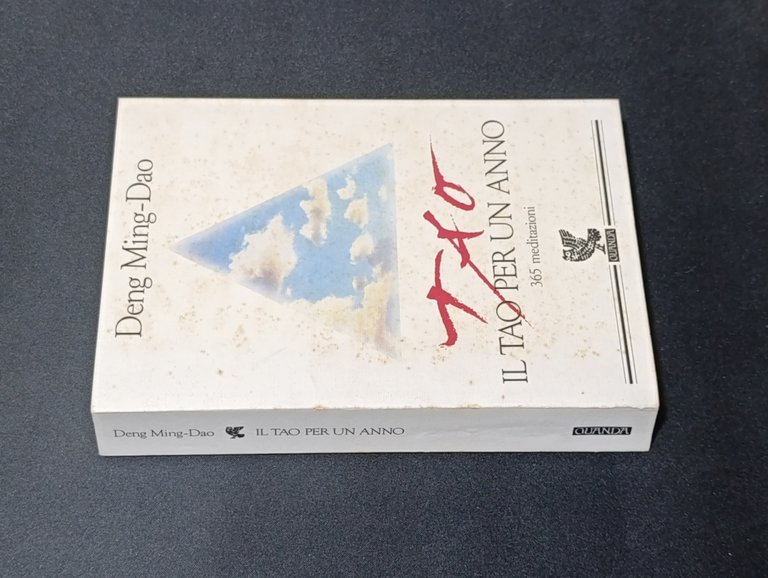 Deng Ming-Dao
TAO
IL TAO PER UN ANNO
365 meditazioni
GUANDA
Deng Ming-Dao IL TAO PER UN ANNO GUANDA